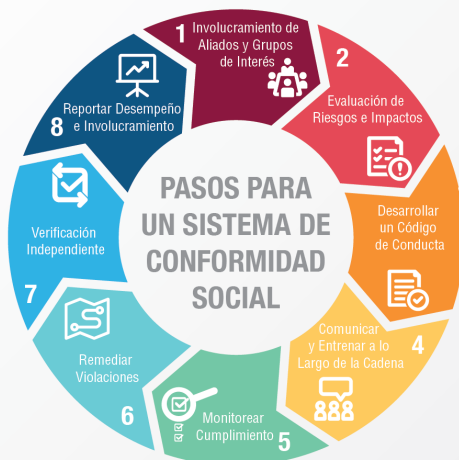 1
Involucramiento de
Aliados y Grupos
de Interés
2
Evaluación de
Riesgos e Impactos
Desarrollar
un Código
de Conducta
Comunicar
y Entrenar a lo
Largo de la Cadena
4
Monitorear
Cumplimiento
5
Remediar
Violaciones
6
Verificación
Independiente
7
Reportar Desempeño
e Involucramiento
8
PASOS PARA
UN SISTEMA DE
CONFORMIDAD
SOCIAL